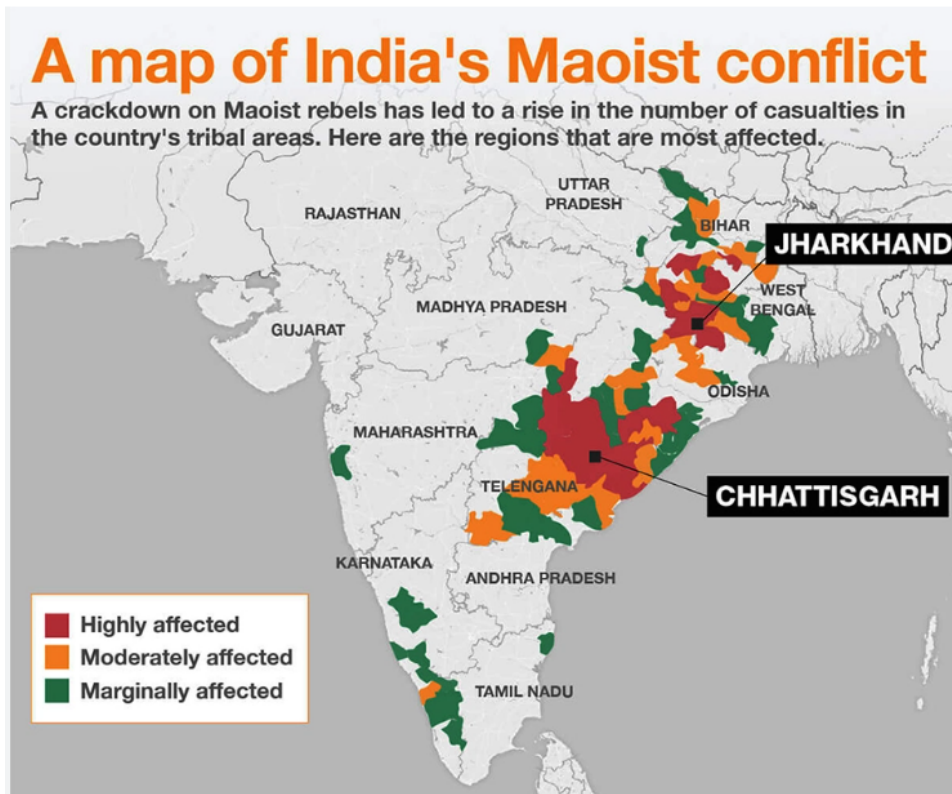 A map of India's Maoist conflict
A crackdown on Maoist rebels has led to a rise in the number of casualties in
the country's tribal areas. Here are the regions that are most affected.
UTTAR
PRADESH
RAJASTHAN
BIHAR
JHARKHAND
WEST
BENGAL
MADHYA PRADESH
GUJARAT
ODISHA
MAHARASHTRA
TELENGANA
CHHATTISGARH
KARNATAKA
ANDHRA PRADESH
Highly affected
Moderately affected
Marginally affected
TAMIL NADU